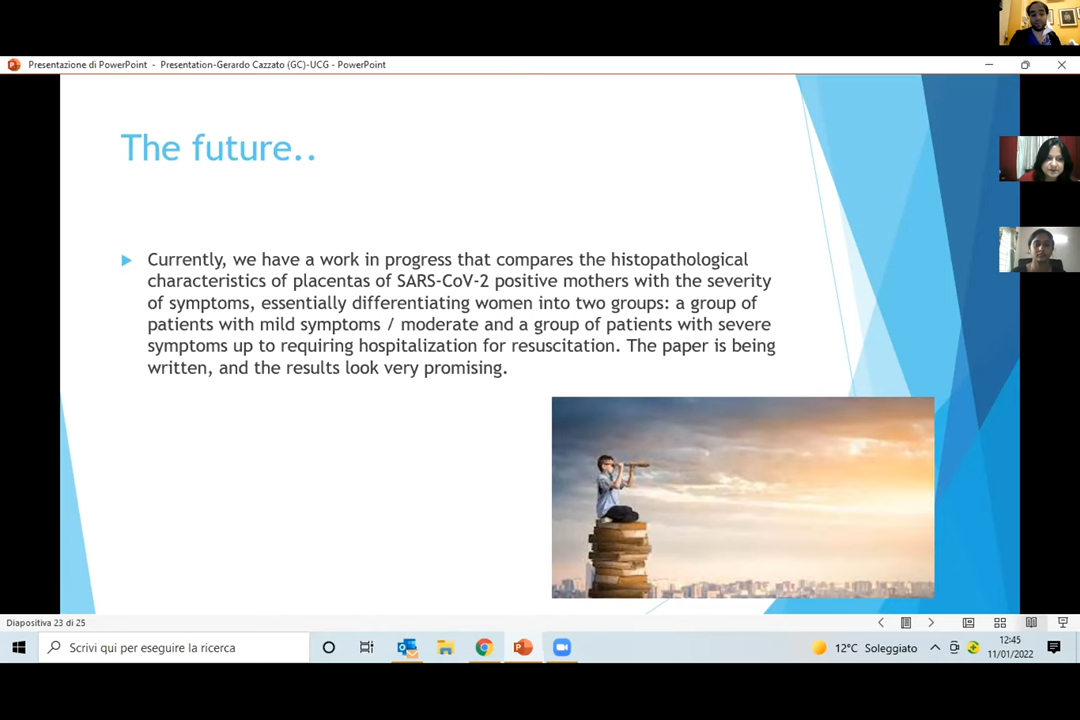 Presentazione di PowerPoint - Presentation-Gerardo Cazzato (GC)-UCG - PowerPoint
The future..
Currently, we have a work in progress that compares the histopathological
characteristics of placentas of SARS-CoV-2 positive mothers with the severity
of symptoms, essentially differentiating women into two groups: a group of
patients with mild symptoms / moderate and a group of patients with severe
symptoms up to requiring hospitalization for resuscitation. The paper is being
written, and the results look very promising.
Diapositiva 23 di 25
Scrivi qui per eseguire la ricerca
12°C Soleggiato
12:45
11/01/2022